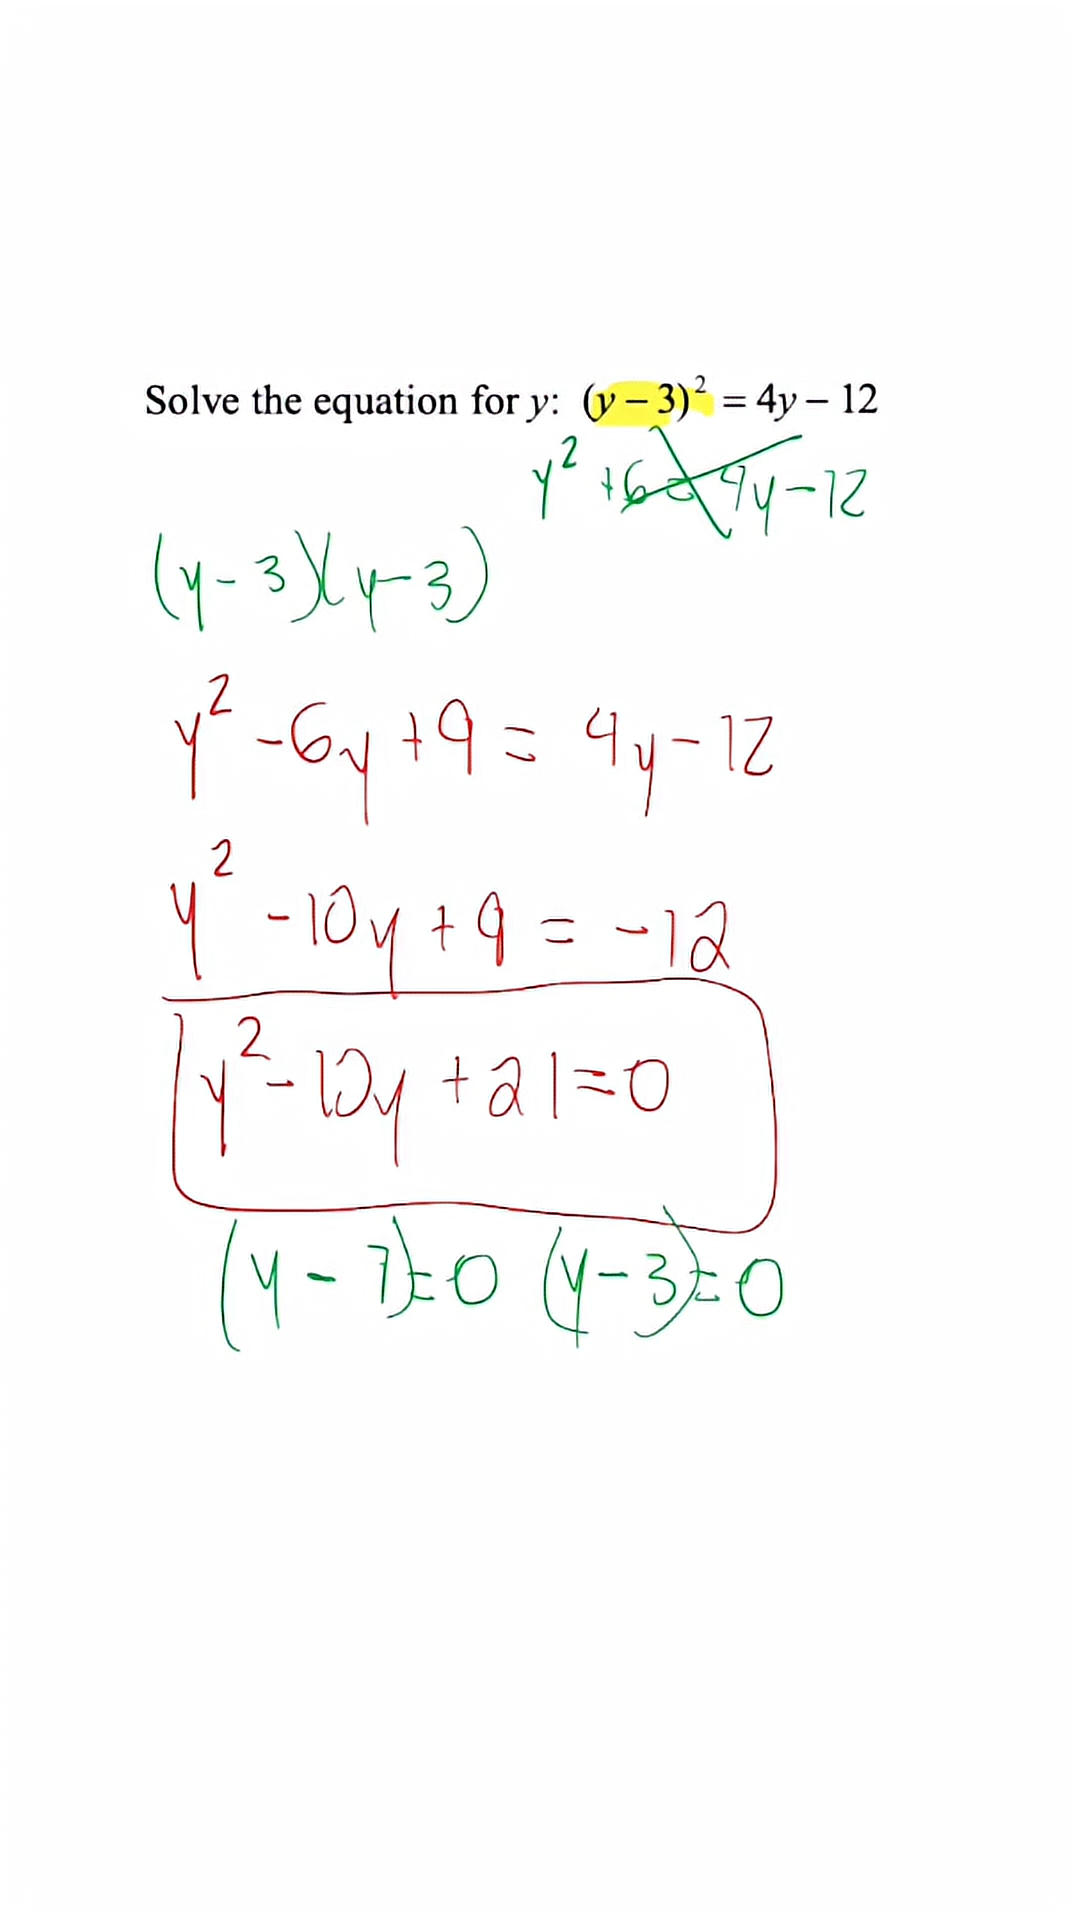 Solve the equation for y: (y – 3)² = 4y – 12
y² +6 = 4y-12
(y-3)(y-3)
y² -6y +9 = 4y-12
y² -10y +9 = -12
y² -10y +21=0
(y - 7)=0 (y-3)=0